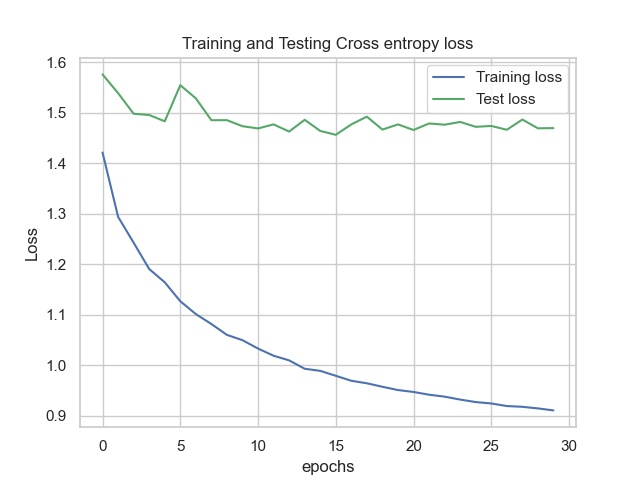 Training and Testing Cross entropy loss
Training loss
Test loss
1.6
1.5
1.4
1.3
1.2
1.1
1.0
0.9
Loss
0 5 10 15 20 25 30
epochs